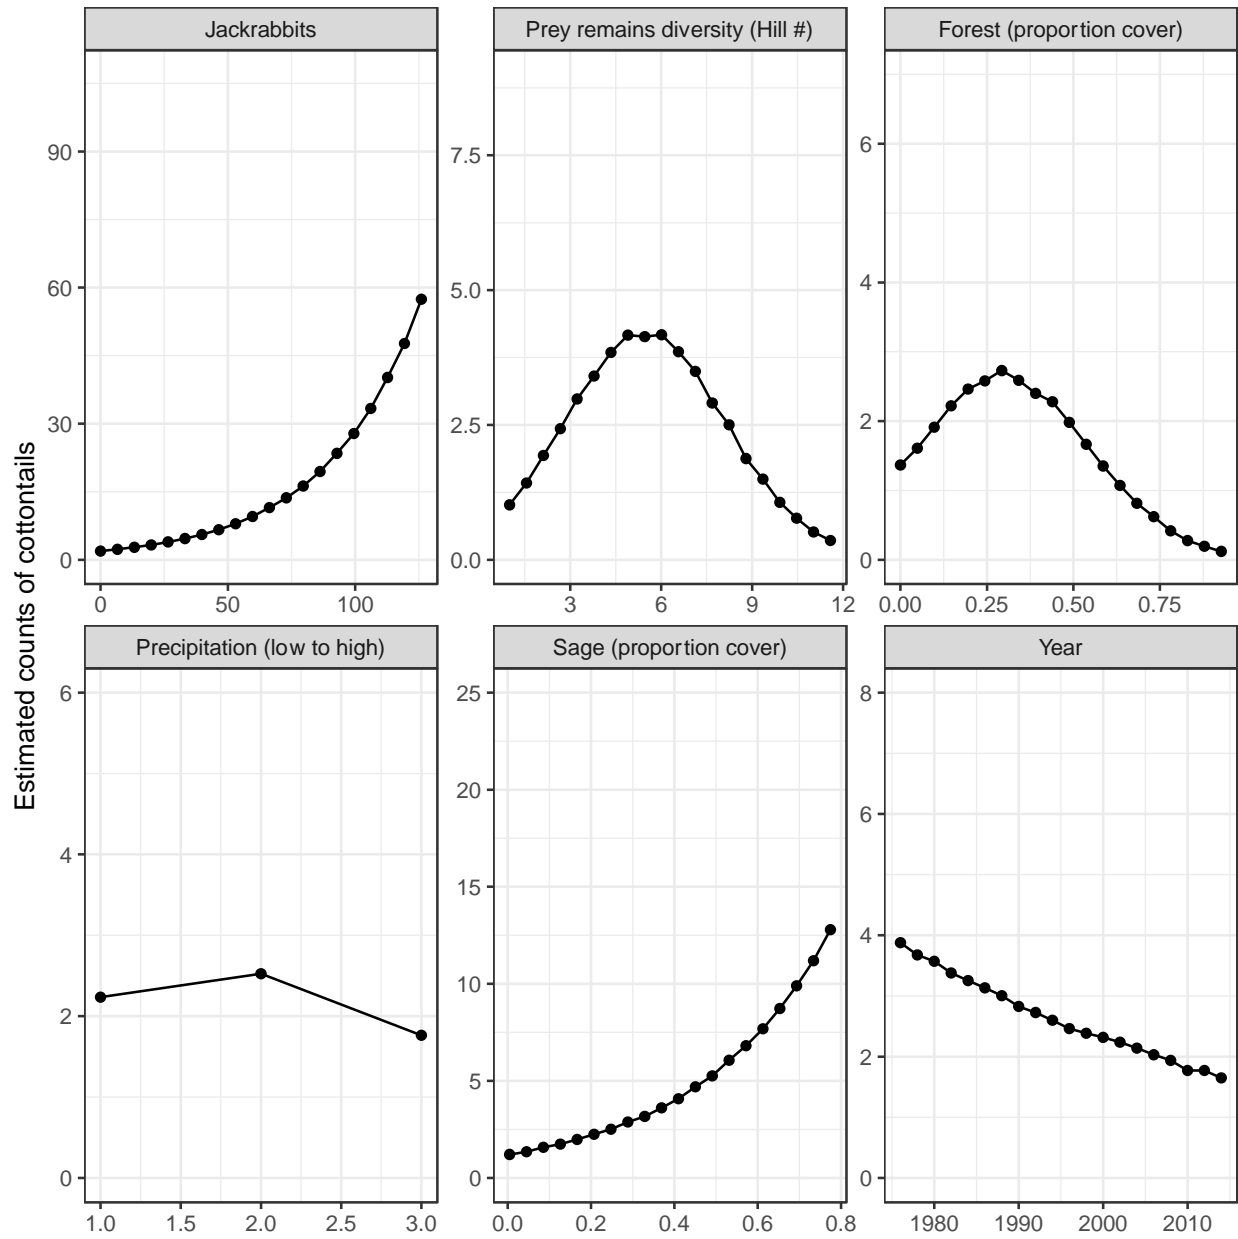 Jackrabbits
Prey remains diversity (Hill #)
Forest (proportion cover)
90
60
30
0
7.5
5.0
2.5
0.0
6
4
2
0
0 50 100
3 6 9 12
0.00 0.25 0.50 0.75
Estimated counts of cottontails
Precipitation (low to high)
Sage (proportion cover)
Year
6
4
2
0
25
20
15
10
5
0
8
6
4
2
0
1.0 1.5 2.0 2.5 3.0
0.0 0.2 0.4 0.6 0.8
1980 1990 2000 2010